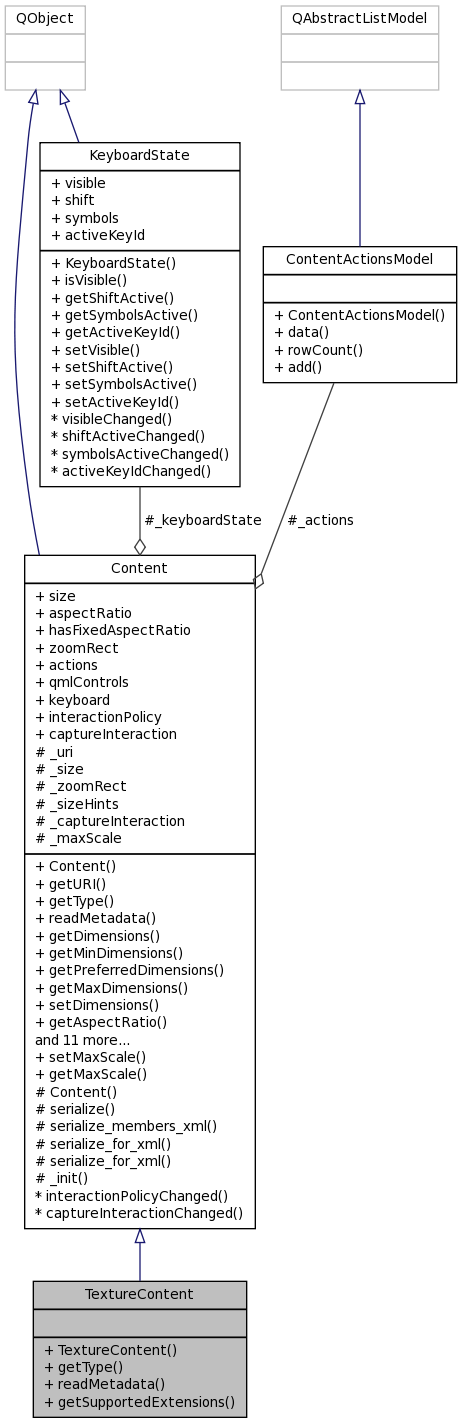 QObject
QAbstractListModel
KeyboardState
+ visible
+ shift
+ symbols
+ activeKeyId
+ KeyboardState()
+ isVisible()
+ getShiftActive()
+ getSymbolsActive()
+ getActiveKeyId()
+ setVisible()
+ setShiftActive()
+ setSymbolsActive()
+ setActiveKeyId()
* visibleChanged()
* shiftActiveChanged()
* symbolsActiveChanged()
* activeKeyIdChanged()
ContentActionsModel
+ ContentActionsModel()
+ data()
+ rowCount()
+ add()
#_keyboardState
#_actions
Content
+ size
+ aspectRatio
+ hasFixedAspectRatio
+ zoomRect
+ actions
+ qmlControls
+ keyboard
+ interactionPolicy
+ captureInteraction
# _uri
# _size
# _zoomRect
# _sizeHints
# _captureInteraction
# _maxScale
+ Content()
+ getURI()
+ getType()
+ readMetadata()
+ getDimensions()
+ getMinDimensions()
+ getPreferredDimensions()
+ getMaxDimensions()
+ setDimensions()
+ getAspectRatio()
and 11 more...
+ setMaxScale()
+ getMaxScale()
# Content()
# serialize()
# serialize_members_xml()
# serialize_for_xml()
# serialize_for_xml()
# _init()
* interactionPolicyChanged()
* captureInteractionChanged()
TextureContent
+ TextureContent()
+ getType()
+ readMetadata()
+ getSupportedExtensions()